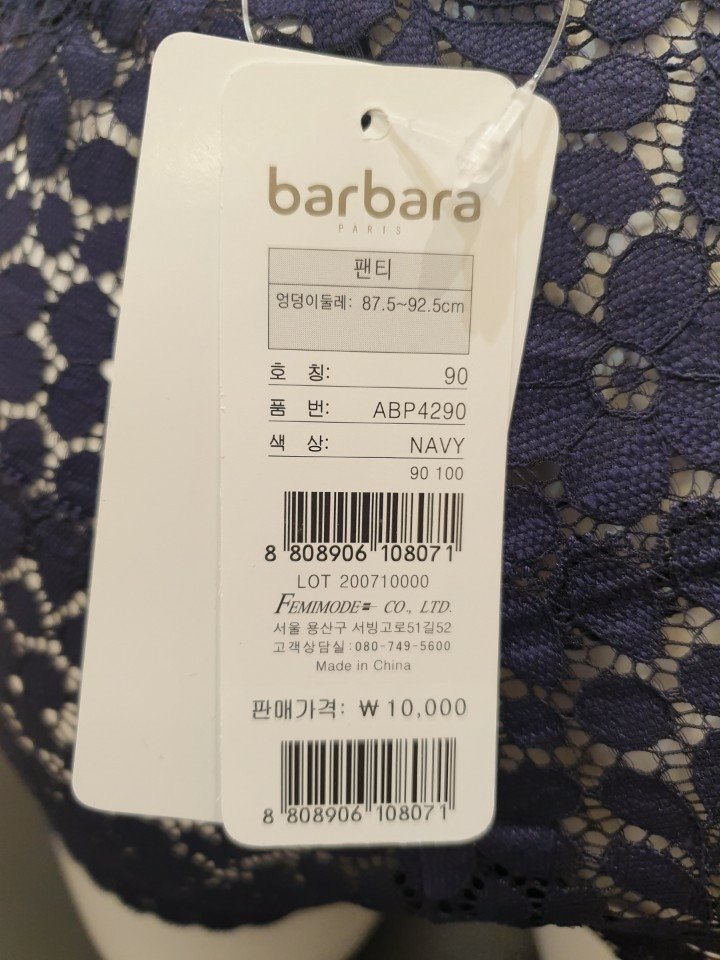 barbara
PARIS
팬티
엉덩이둘레: 87.5~92.5cm
호 칭: 90
품 번: ABP4290
색 상: NAVY
90 100
8 808906 108071
LOT 200710000
FEMIMODE CO., LTD.
서울 용산구 서빙고로51길52
고객상담실:080-749-5600
Made in China
판매가격: ₩ 10,000
8 808906 108071